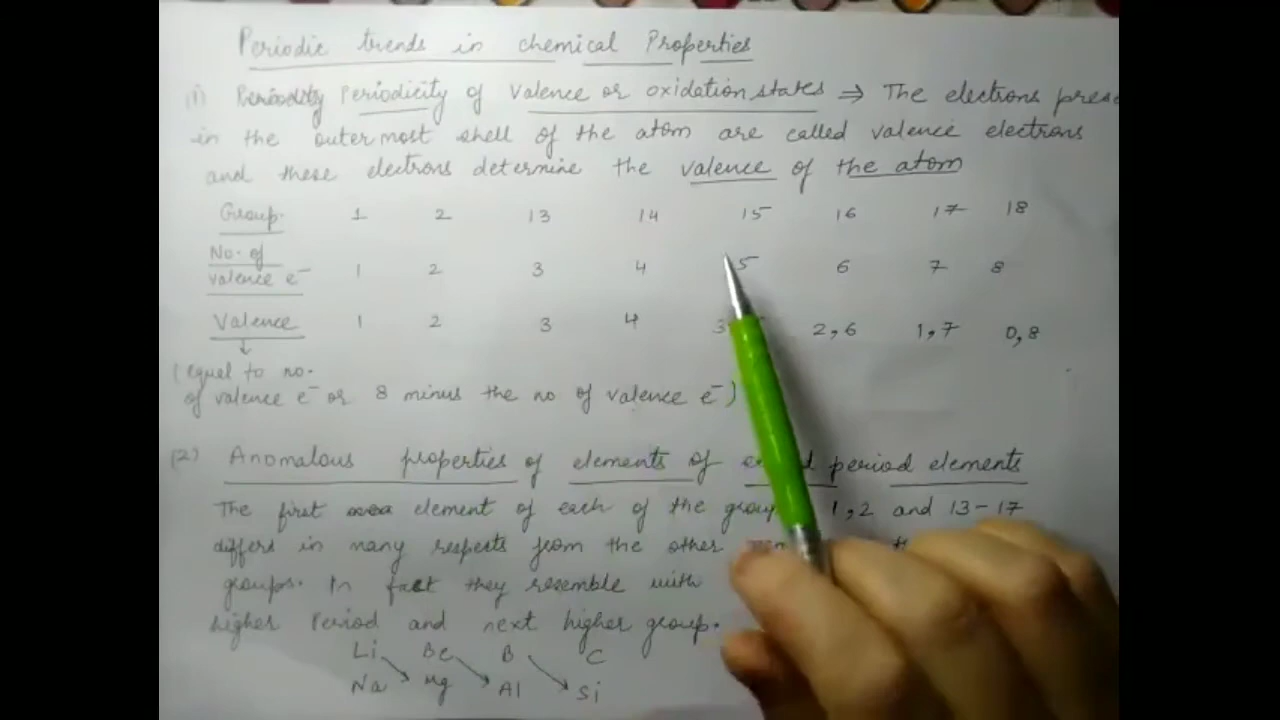 Periodic trends in chemical Properties
(1) Periodicity of Valence or oxidation states ⇒ The electrons
in the outermost shell of the atom are called valence electrons
and these electrons determine the valence of the atom
Group. 1 2 13 14 15 16 17 18
No. of
valence e⁻ 1 2 3 4 5 6 7 8
Valence 1 2 3 4 3 2,6 1,7 0,8
↓
(equal to no.
of valence e⁻ or 8 minus the no of valence e⁻)
(2) Anomalous properties of elements of period elements
The first element of each of the group 1,2 and 13-17
differs in many respects from the other
groups. In fact they resemble with
higher Period and next higher group.
Li Be B C
Na Mg Al Si